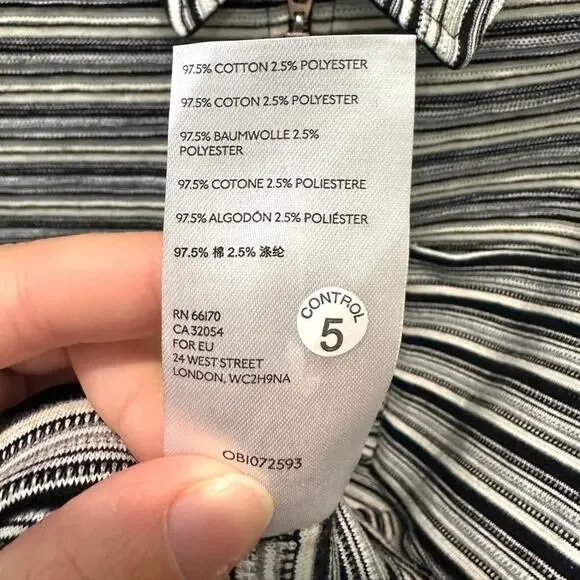 97.5% COTTON 2.5% POLYESTER
97.5% COTON 2.5% POLYESTER
97.5% BAUMWOLLE 2.5%
POLYESTER
97.5% COTONE 2.5% POLIESTERE
97.5% ALGODÓN 2.5% POLIÉSTER
97.5% 棉 2.5% 涤纶
RN 66170
CA 32054
FOR EU
24 WEST STREET
LONDON, WC2H9NA
CONTROL
5
OB1072593